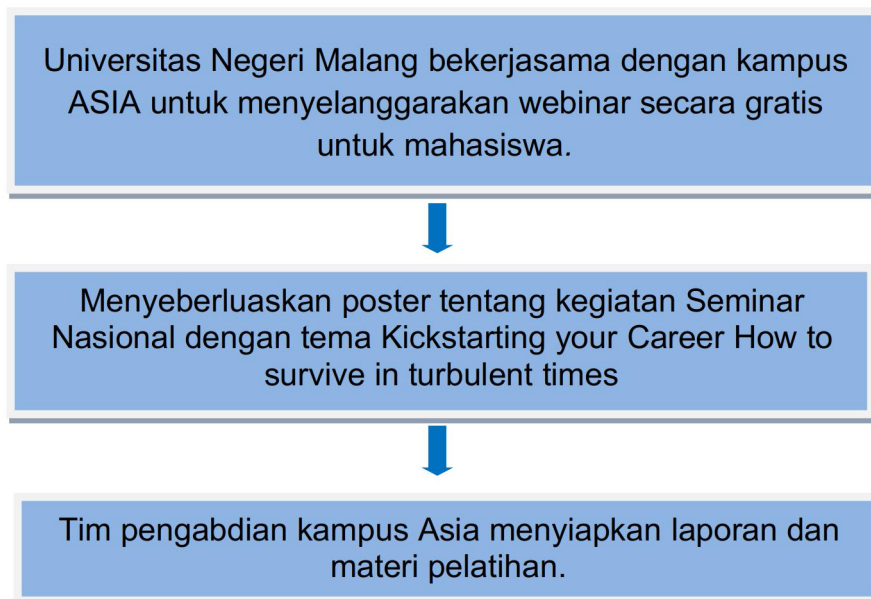 Universitas Negeri Malang bekerjasama dengan kampus
ASIA untuk menyelanggarakan webinar secara gratis
untuk mahasiswa.
Menyeberluaskan poster tentang kegiatan Seminar
Nasional dengan tema Kickstarting your Career How to
survive in turbulent times
Tim pengabdian kampus Asia menyiapkan laporan dan
materi pelatihan.